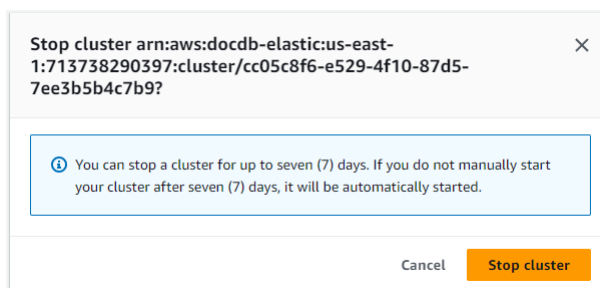 Stop cluster arn:aws:docdb-elastic:us-east-
1:713738290397:cluster/cc05c8f6-e529-4f10-87d5-
7ee3b5b4c7b9?
You can stop a cluster for up to seven (7) days. If you do not manually start
your cluster after seven (7) days, it will be automatically started.
Cancel Stop cluster